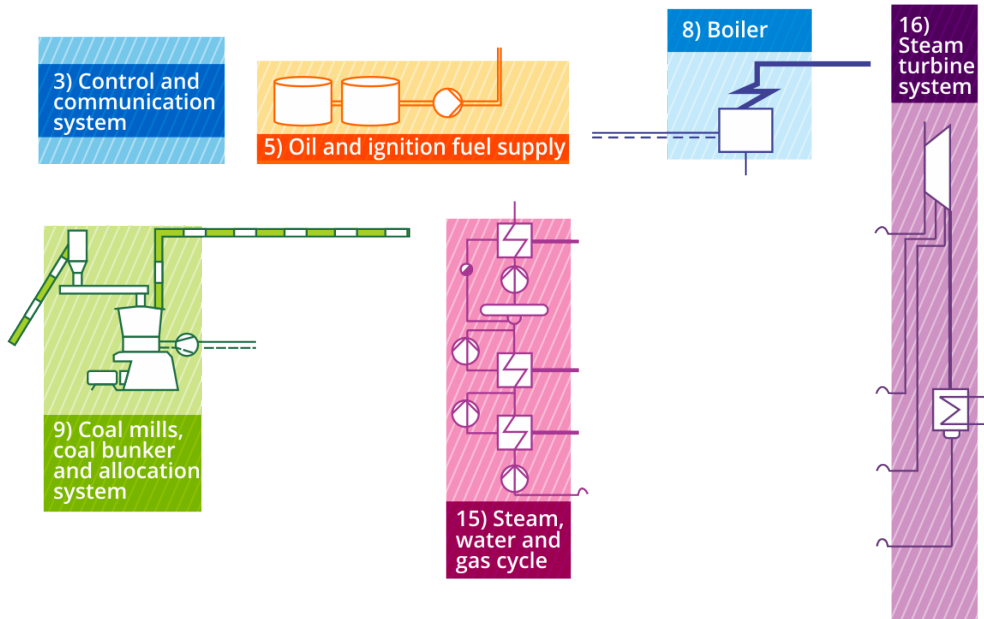 3) Control and
communication
system
5) Oil and ignition fuel supply
8) Boiler
16)
Steam
turbine
system
9) Coal mills,
coal bunker
and allocation
system
15) Steam,
water and
gas cycle